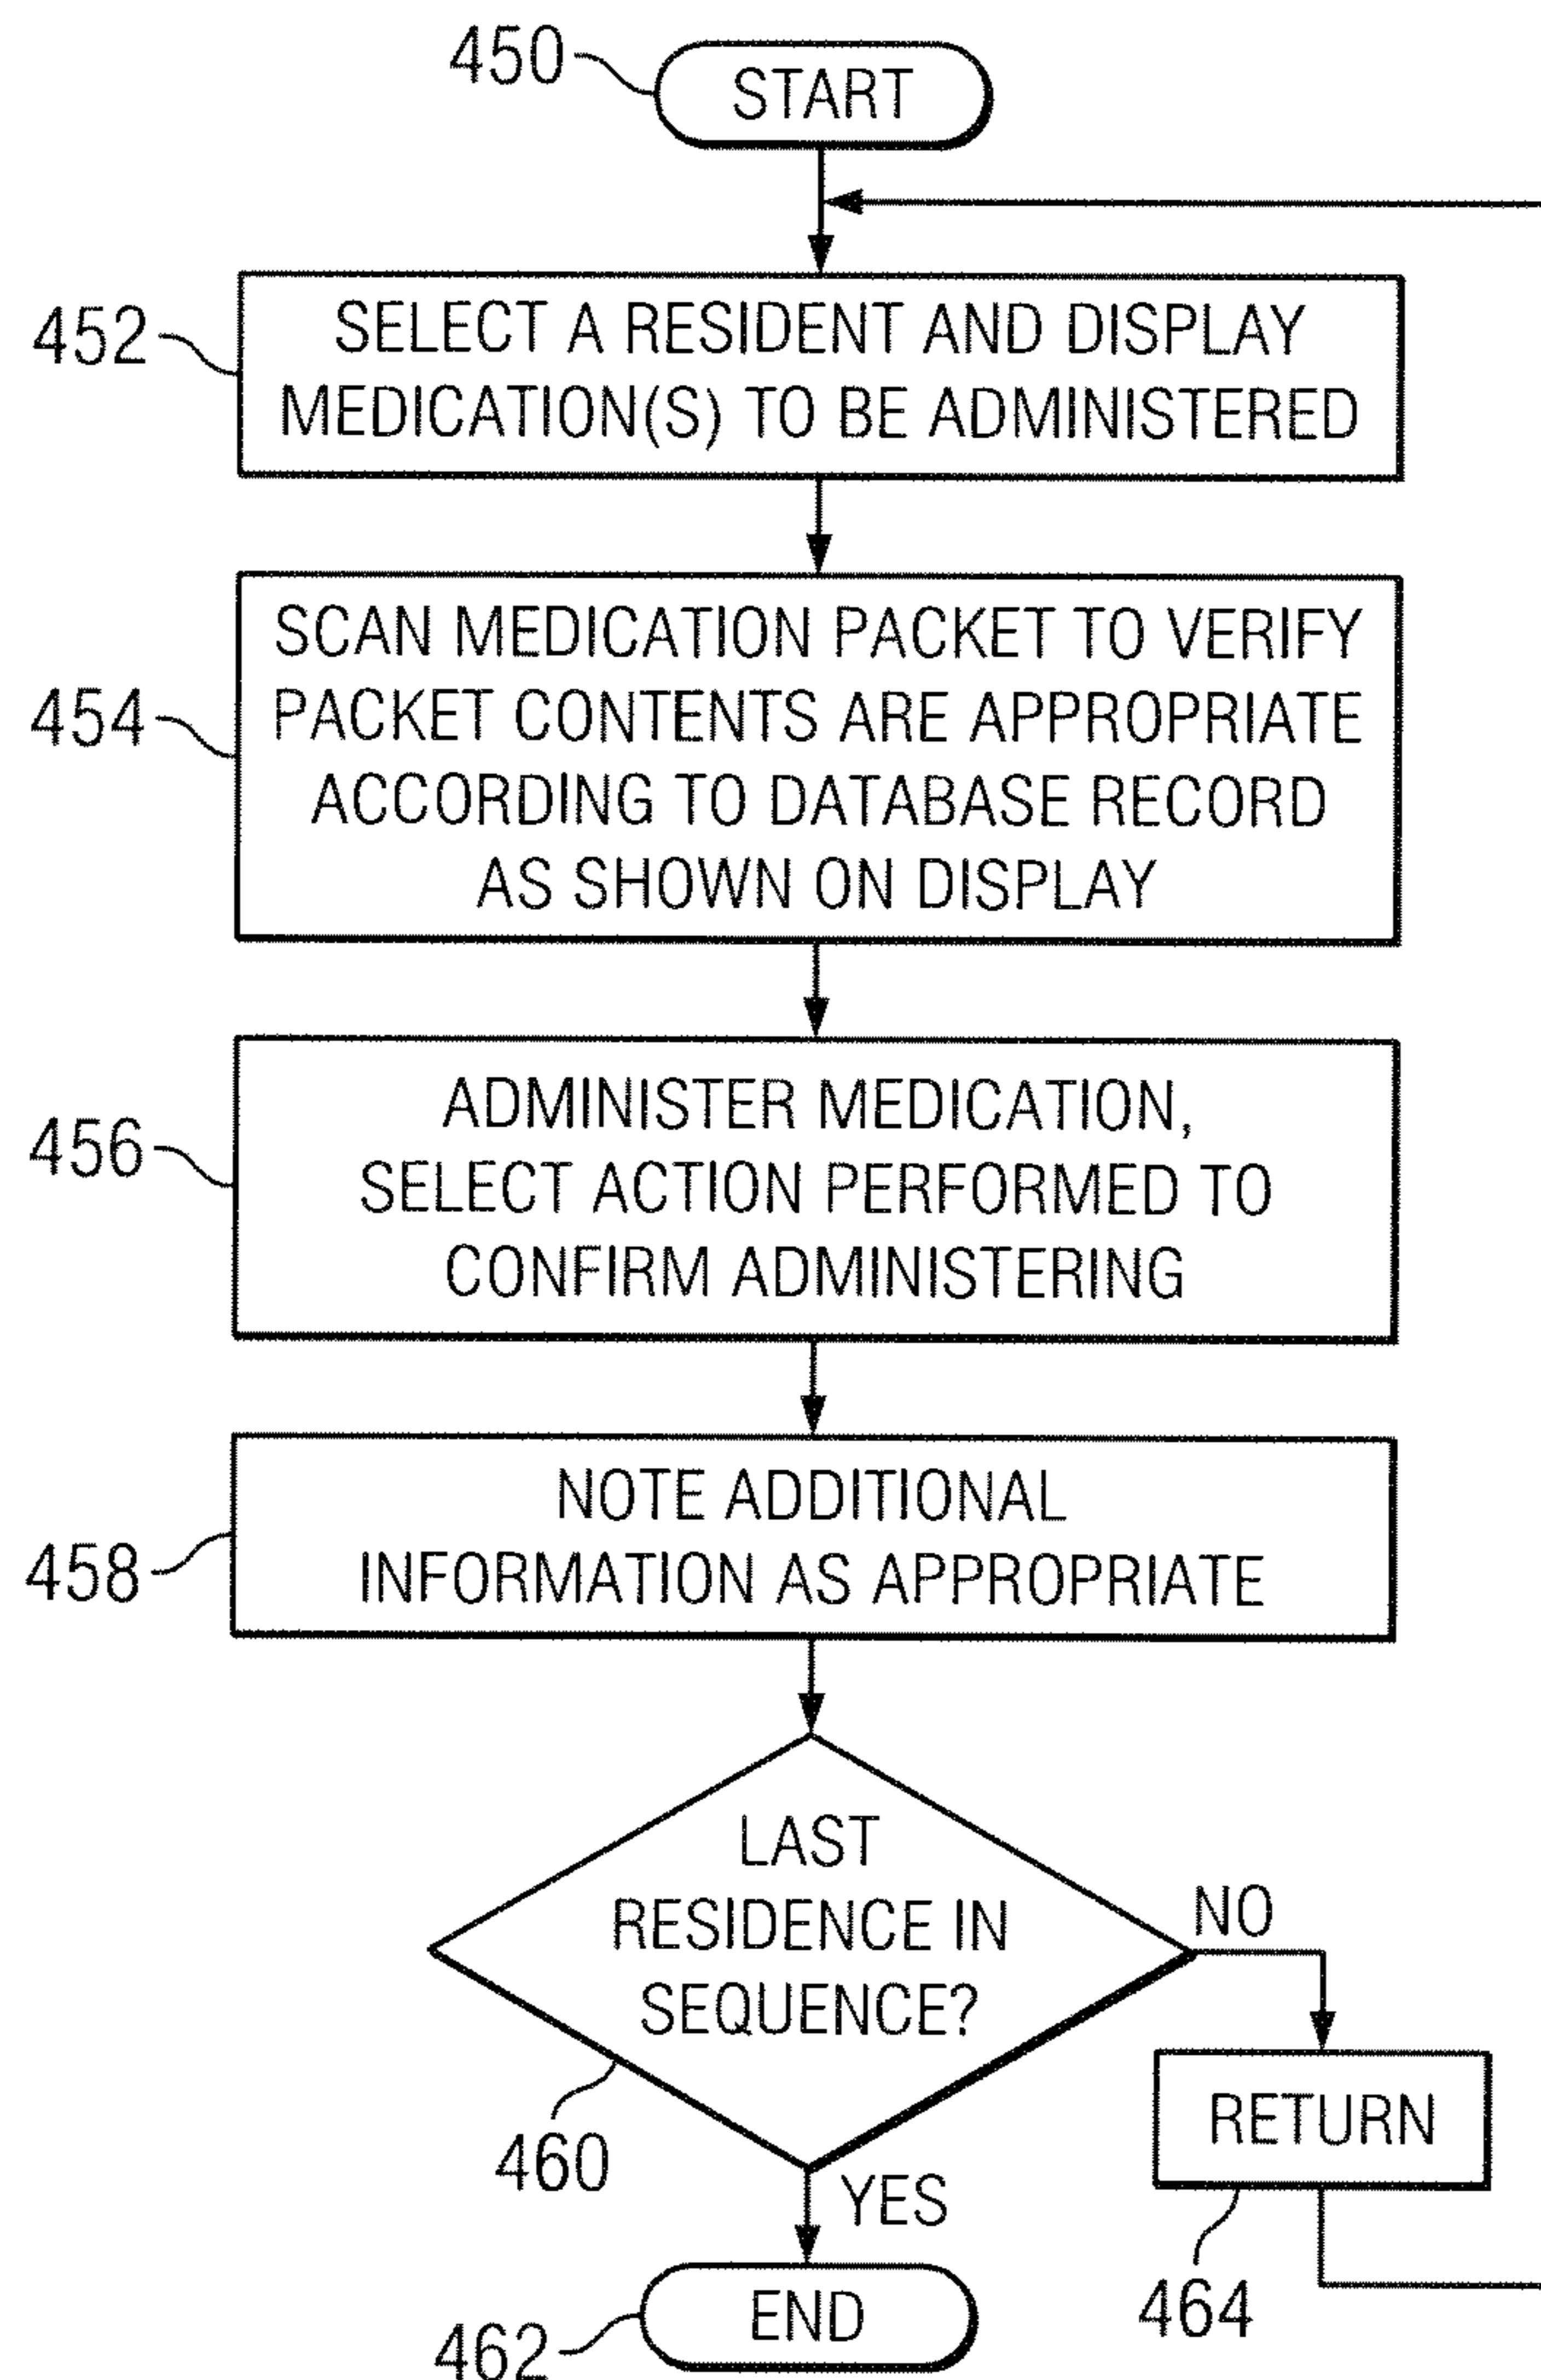 450
START
452
SELECT A RESIDENT AND DISPLAY
MEDICATION(S) TO BE ADMINISTERED
454
SCAN MEDICATION PACKET TO VERIFY
PACKET CONTENTS ARE APPROPRIATE
ACCORDING TO DATABASE RECORD
AS SHOWN ON DISPLAY
456
ADMINISTER MEDICATION,
SELECT ACTION PERFORMED TO
CONFIRM ADMINISTERING
458
NOTE ADDITIONAL
INFORMATION AS APPROPRIATE
LAST
RESIDENCE IN
SEQUENCE?
460
NO
RETURN
464
YES
END
462